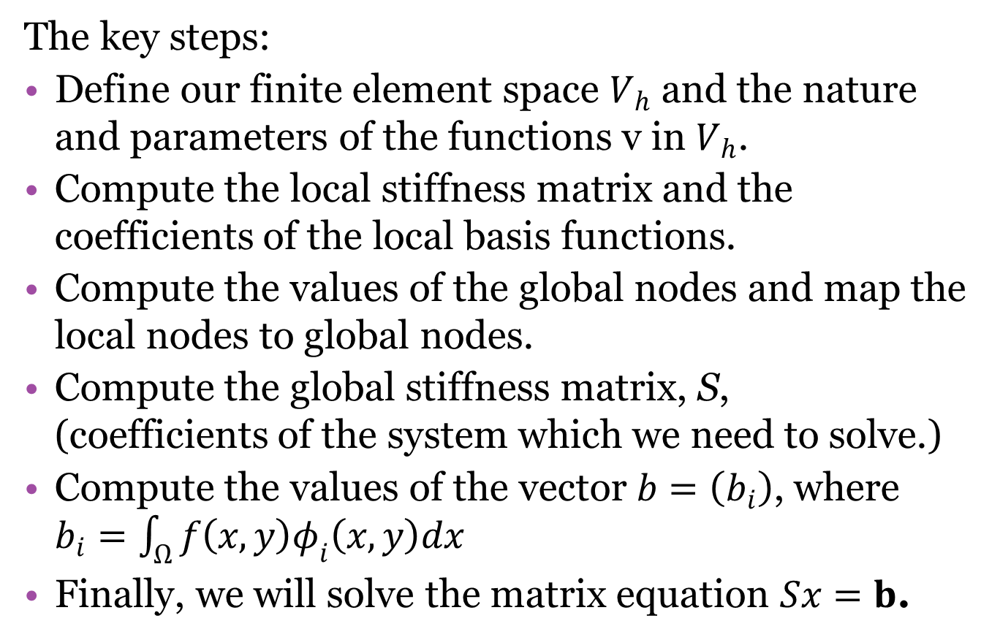 The key steps:
• Define our finite element space $V_h$ and the nature
and parameters of the functions v in $V_h$.
• Compute the local stiffness matrix and the
coefficients of the local basis functions.
• Compute the values of the global nodes and map the
local nodes to global nodes.
• Compute the global stiffness matrix, $S$,
(coefficients of the system which we need to solve.)
• Compute the values of the vector $b = (b_i)$, where
$b_i = \int_\Omega f(x, y)\phi_i(x, y)dx$
• Finally, we will solve the matrix equation $Sx = \mathbf{b}.$